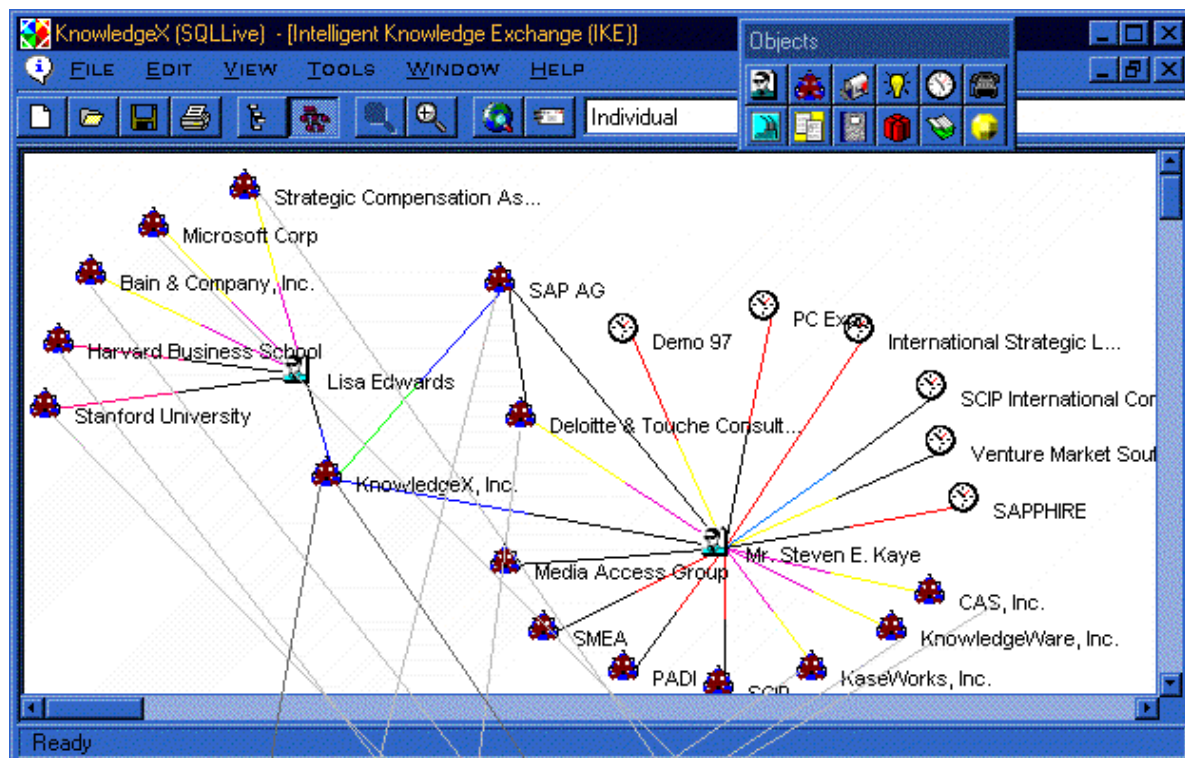 KnowledgeX (SQLLive) - [Intelligent Knowledge Exchange (IKE)]
Objects
FILE EDIT VIEW TOOLS WINDOW HELP
Individual
Strategic Compensation As...
Microsoft Corp
Bain & Company, Inc.
SAP AG
PC Exp
Demo 97
International Strategic L...
Harvard Business School
Lisa Edwards
SCIP International Cor
Stanford University
Deloitte & Touche Consult...
Venture Market Sout
KnowledgeX, Inc.
SAPPHIRE
Mr. Steven E. Kaye
Media Access Group
CAS, Inc.
SMEA
KnowledgeWare, Inc.
PADI
KaseWorks, Inc.
SCIP
Ready